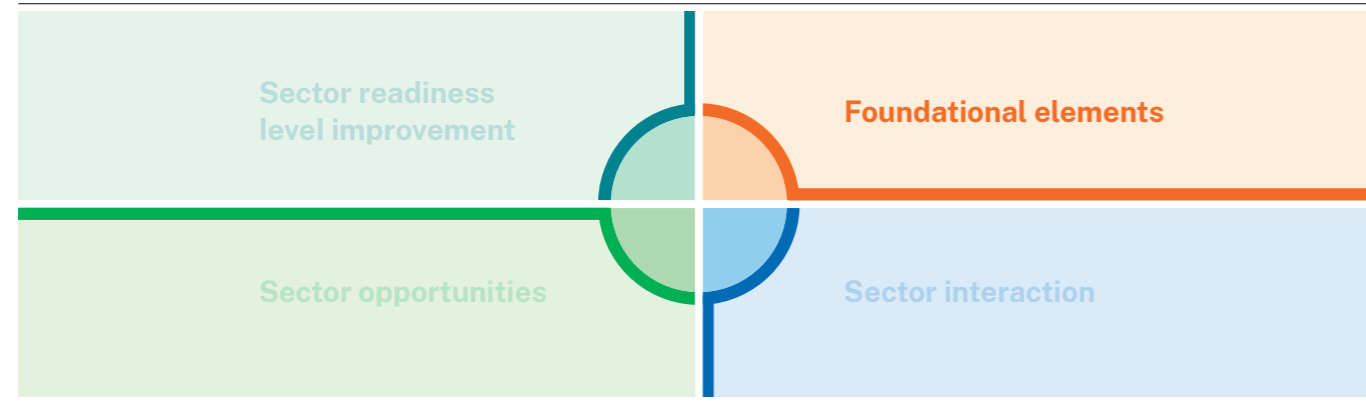 Sector readiness
level improvement
Foundational elements
Sector opportunities
Sector interaction